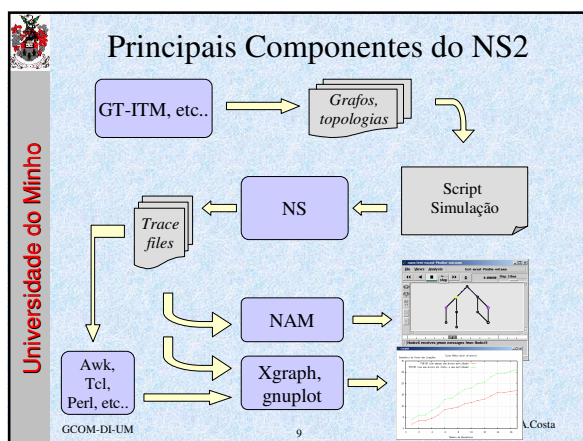 Principais Componentes do NS2
Universidade do Minho
GT-ITM, etc..
Grafos,
topologias
Script
Simulação
NS
Trace
files
NAM
Awk,
Tcl,
Perl, etc..
Xgraph,
gnuplot
GCOM-DI-UM
9
A.Costa